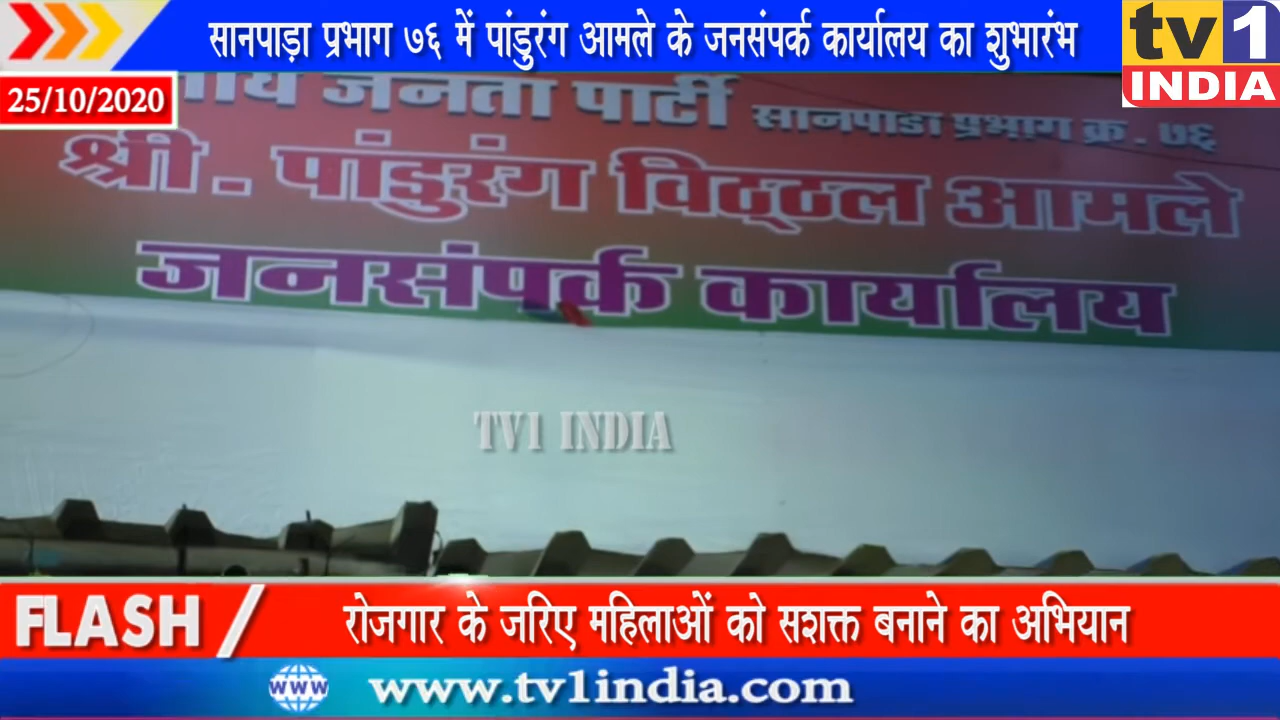 सानपाड़ा प्रभाग ७६ में पांडुरंग आमले के जनसंपर्क कार्यालय का शुभारंभ
tv1
INDIA
25/10/2020
जनता पार्टी सानपाडा प्रभाग क्र. ७६
श्री. पांडुरंग विठ्ठल आमले
जनसंपर्क कार्यालय
TV1 INDIA
FLASH/ रोजगार के जरिए महिलाओं को सशक्त बनाने का अभियान
www www.tv1india.com